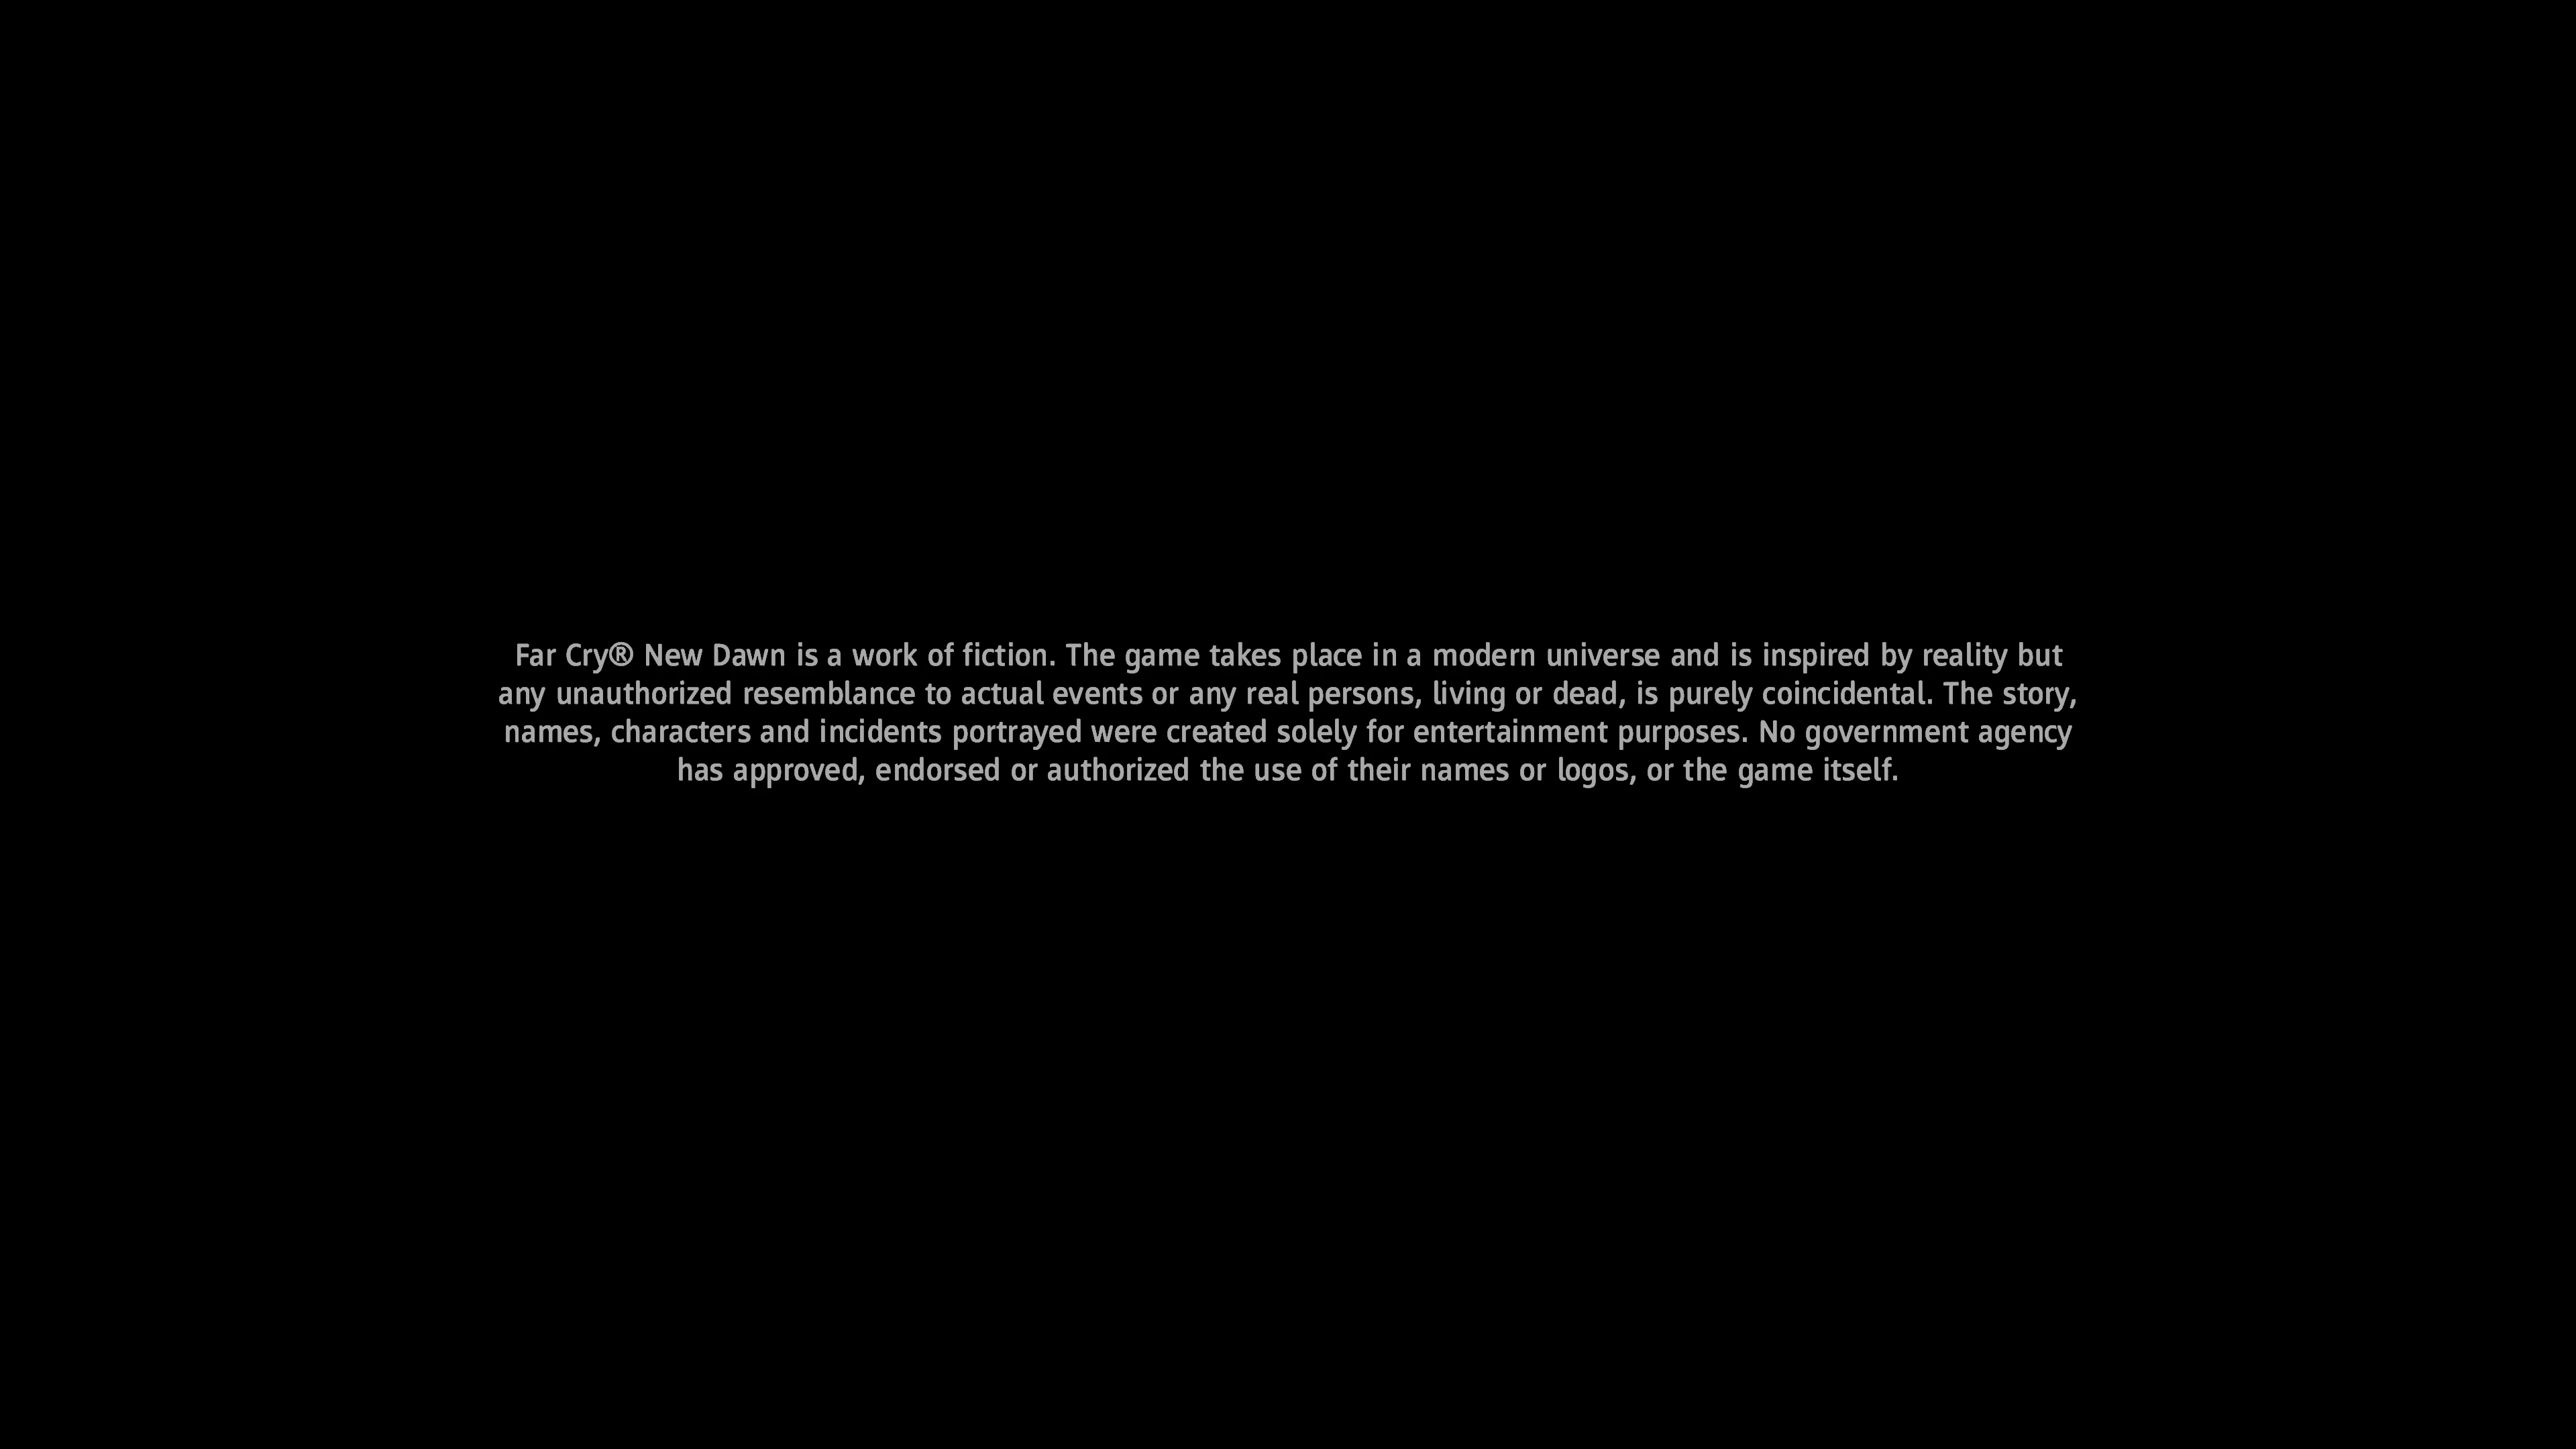 Far Cry® New Dawn is a work of fiction. The game takes place in a modern universe and is inspired by reality but
any unauthorized resemblance to actual events or any real persons, living or dead, is purely coincidental. The story,
names, characters and incidents portrayed were created solely for entertainment purposes. No government agency
has approved, endorsed or authorized the use of their names or logos, or the game itself.